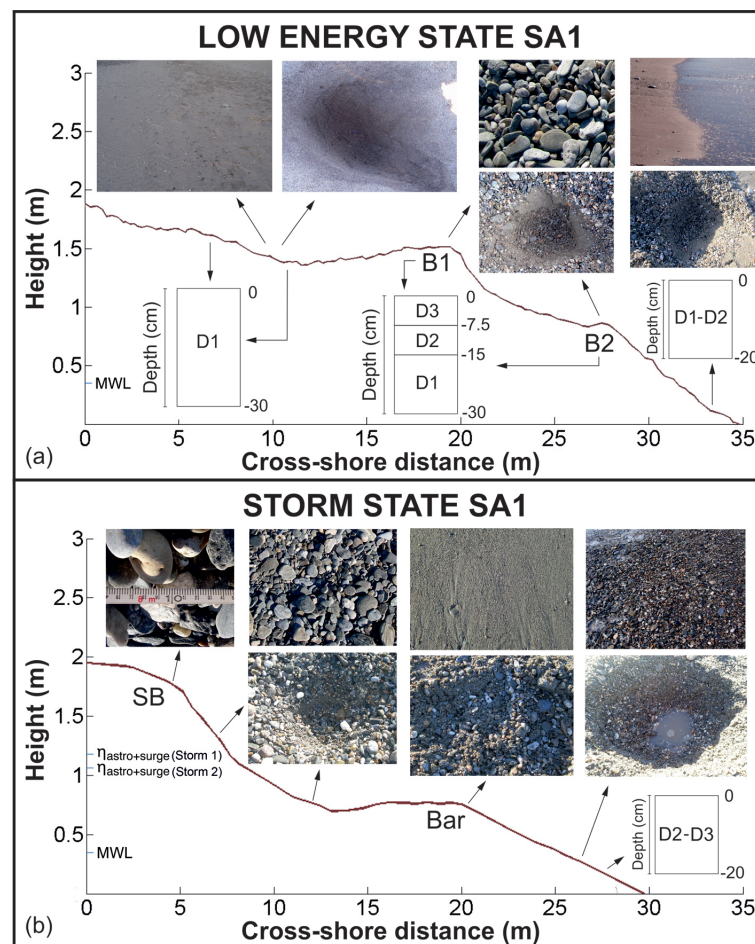 LOW ENERGY STATE SA1
3
2.5
2
1.5
1
0.5
Height (m)
MWL
B1
B2
Depth (cm)
0
D1
-30
Depth (cm)
0
D3
-7.5
D2
-15
D1
-30
Depth (cm)
0
D1-D2
-20
0 5 10 15 20 25 30 35
Cross-shore distance (m)
(a)
STORM STATE SA1
3
2.5
2
1.5
1
0.5
Height (m)
SB
ηastro+surge (Storm 1)
ηastro+surge (Storm 2)
MWL
Bar
Depth (cm)
0
D2-D3
-20
0 5 10 15 20 25 30 35
Cross-shore distance (m)
(b)